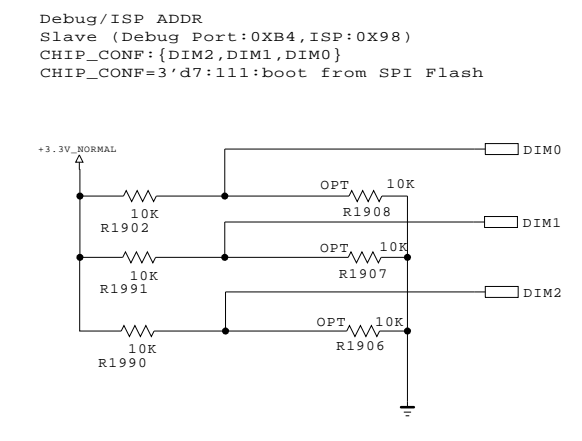 Debug/ISP ADDR
Slave (Debug Port:0XB4,ISP:0X98)
CHIP_CONF:{DIM2,DIM1,DIM0}
CHIP_CONF=3'd7:111:boot from SPI Flash
+3.3V_NORMAL
DIM0
OPT 10K
10K
R1908
R1902
DIM1
OPT 10K
10K
R1907
R1991
DIM2
OPT 10K
10K
R1906
R1990